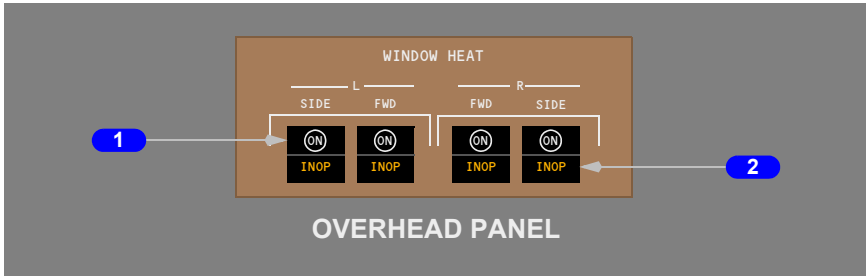 WINDOW HEAT
L R
SIDE FWD FWD SIDE
1 ON ON ON ON
INOP INOP INOP INOP 2
OVERHEAD PANEL